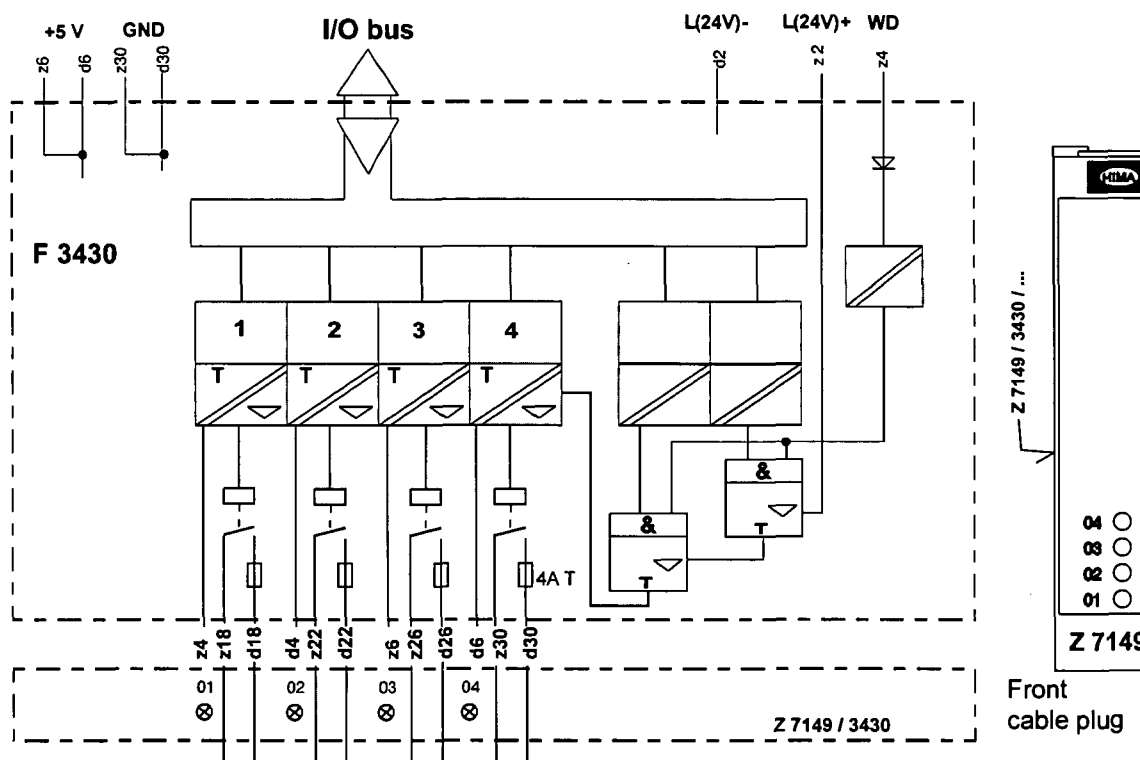 +5 V GND I/O bus L(24V)- L(24V)+ WD
z6 d6 z30 d30 d2 z 2 z4
HIMA
F 3430
1 2 3 4
T T T T
Z 7149 / 3430 / ...
&
&
T
T
4A T
04
03
02
01
z4 z18 d18 d4 z22 d22 z6 z26 d26 d6 z30 d30
Z 7149
01 02 03 04
Z 7149 / 3430
Front
cable plug